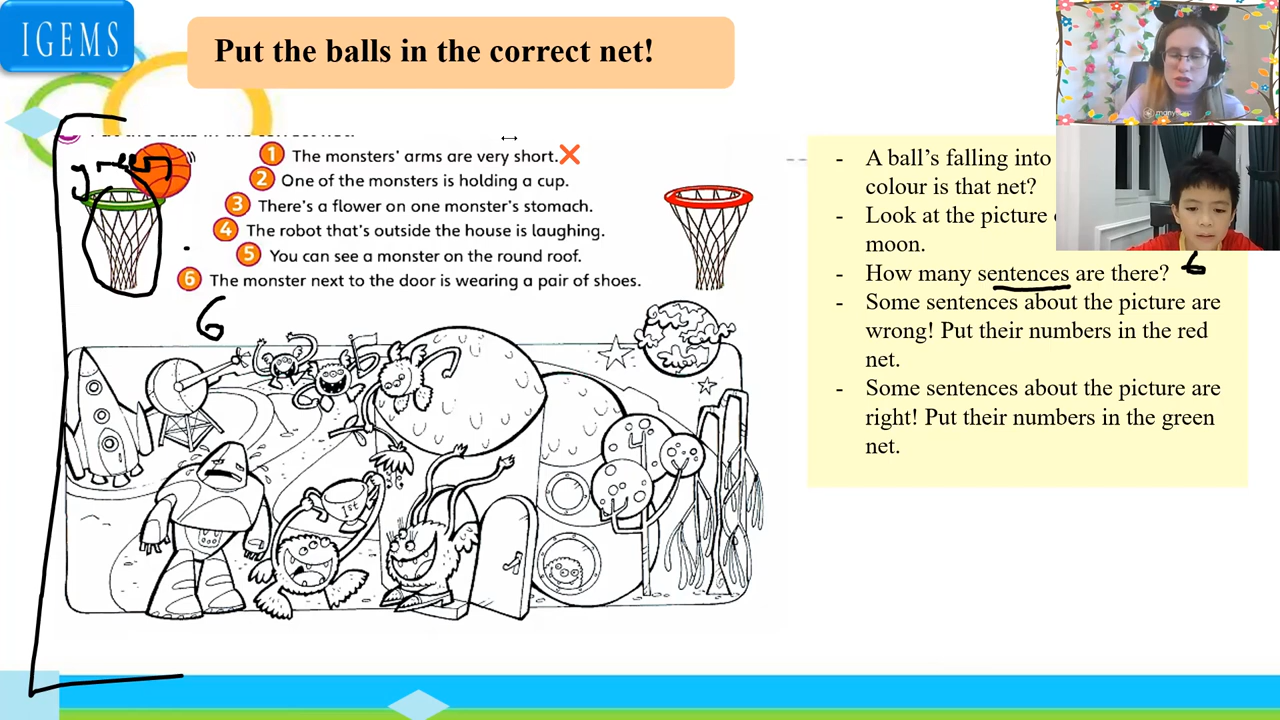 IGEMS
Put the balls in the correct net!
green
1 The monsters' arms are very short.
2 One of the monsters is holding a cup.
3 There's a flower on one monster's stomach.
4 The robot that's outside the house is laughing.
5 You can see a monster on the round roof.
6 The monster next to the door is wearing a pair of shoes.
6
1st
- A ball's falling into
colour is that net?
- Look at the picture
moon.
- How many sentences are there? 6
- Some sentences about the picture are
wrong! Put their numbers in the red
net.
- Some sentences about the picture are
right! Put their numbers in the green
net.